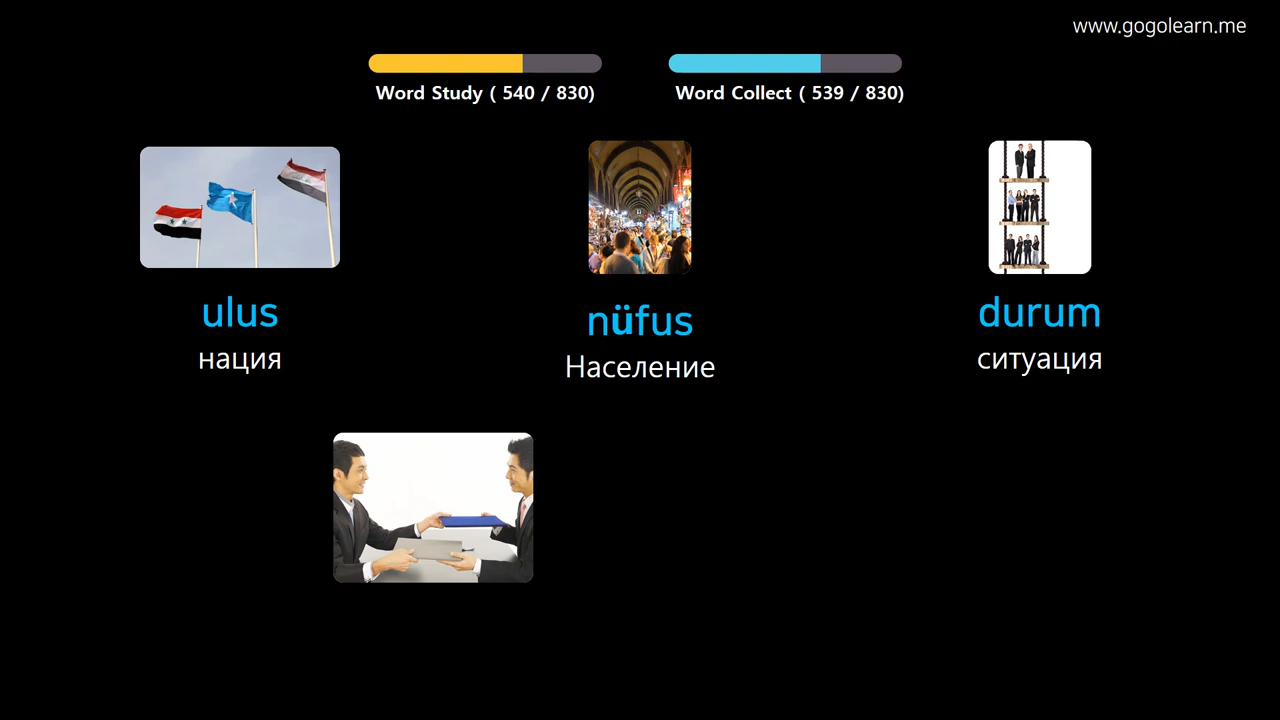 www.gogolearn.me
Word Study ( 540 / 830)
Word Collect ( 539 / 830)
ulus
нация
nüfus
Население
durum
ситуация